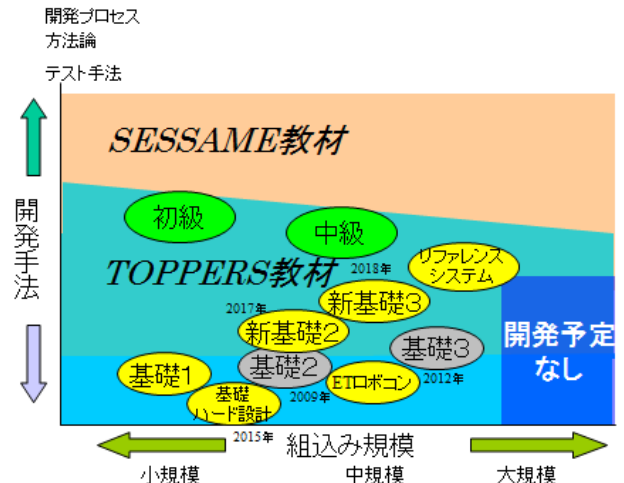 開発プロセス
方法論
テスト手法
SESSAME教材
初級
中級
開発手法
TOPPERS教材
2018年
リファレンス
システム
2017年
新基礎3
新基礎2
開発予定
なし
基礎3
基礎2
基礎1
ETロボコン
2012年
基礎
ハード設計
2009年
2015年
組込み規模
小規模
中規模
大規模